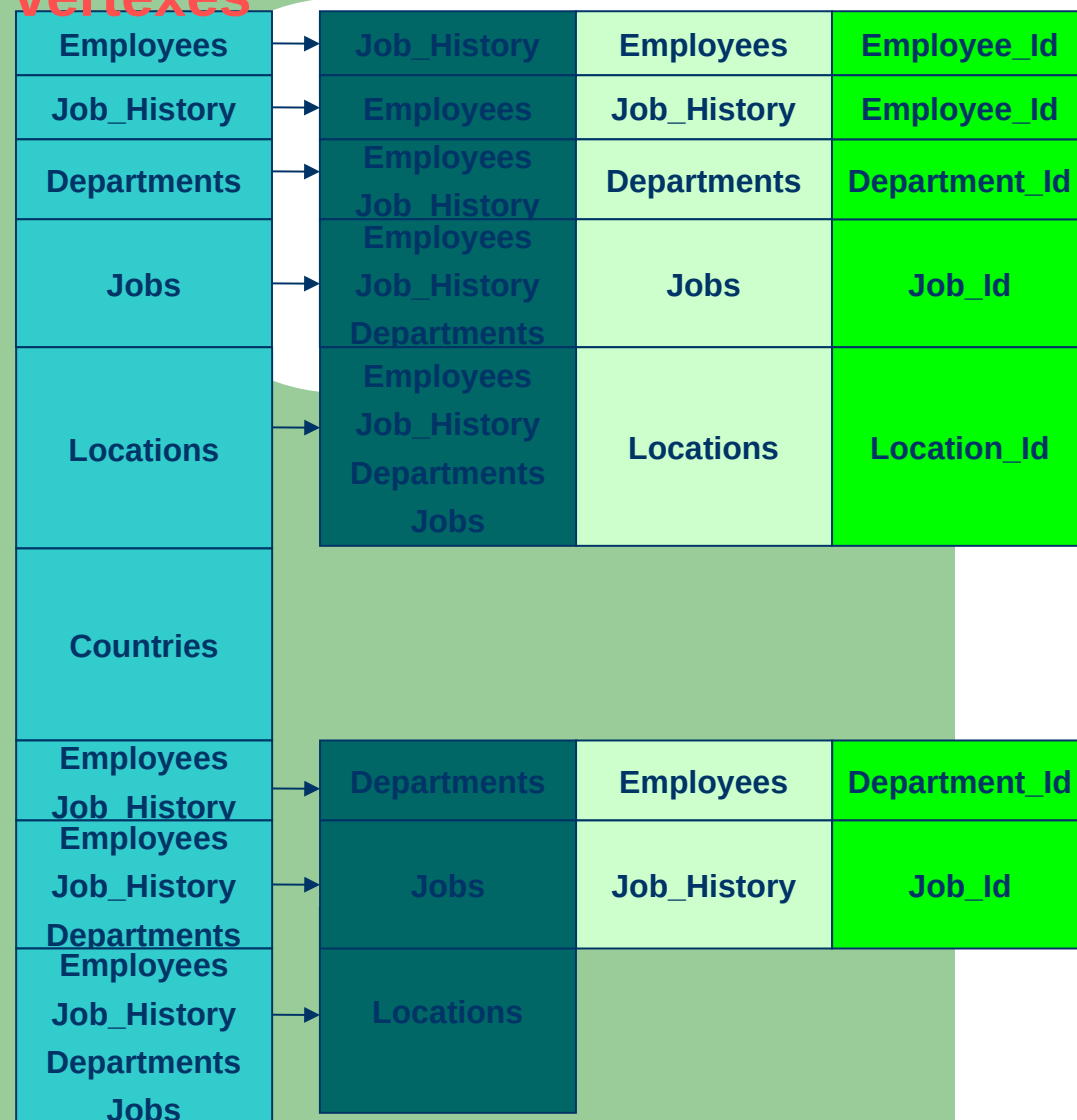 Vertexes
Employees Job_History Employees Employee_Id
Job_History Employees Job_History Employee_Id
Departments Employees Departments Department_Id
Job_History
Employees
Jobs Job_History Jobs Job_Id
Departments
Employees
Job_History
Locations Locations Location_Id
Departments
Jobs
Countries
Employees
Departments Employees Department_Id
Job_History
Employees
Job_History Jobs Job_History Job_Id
Departments
Employees
Job_History Locations
Departments
Jobs